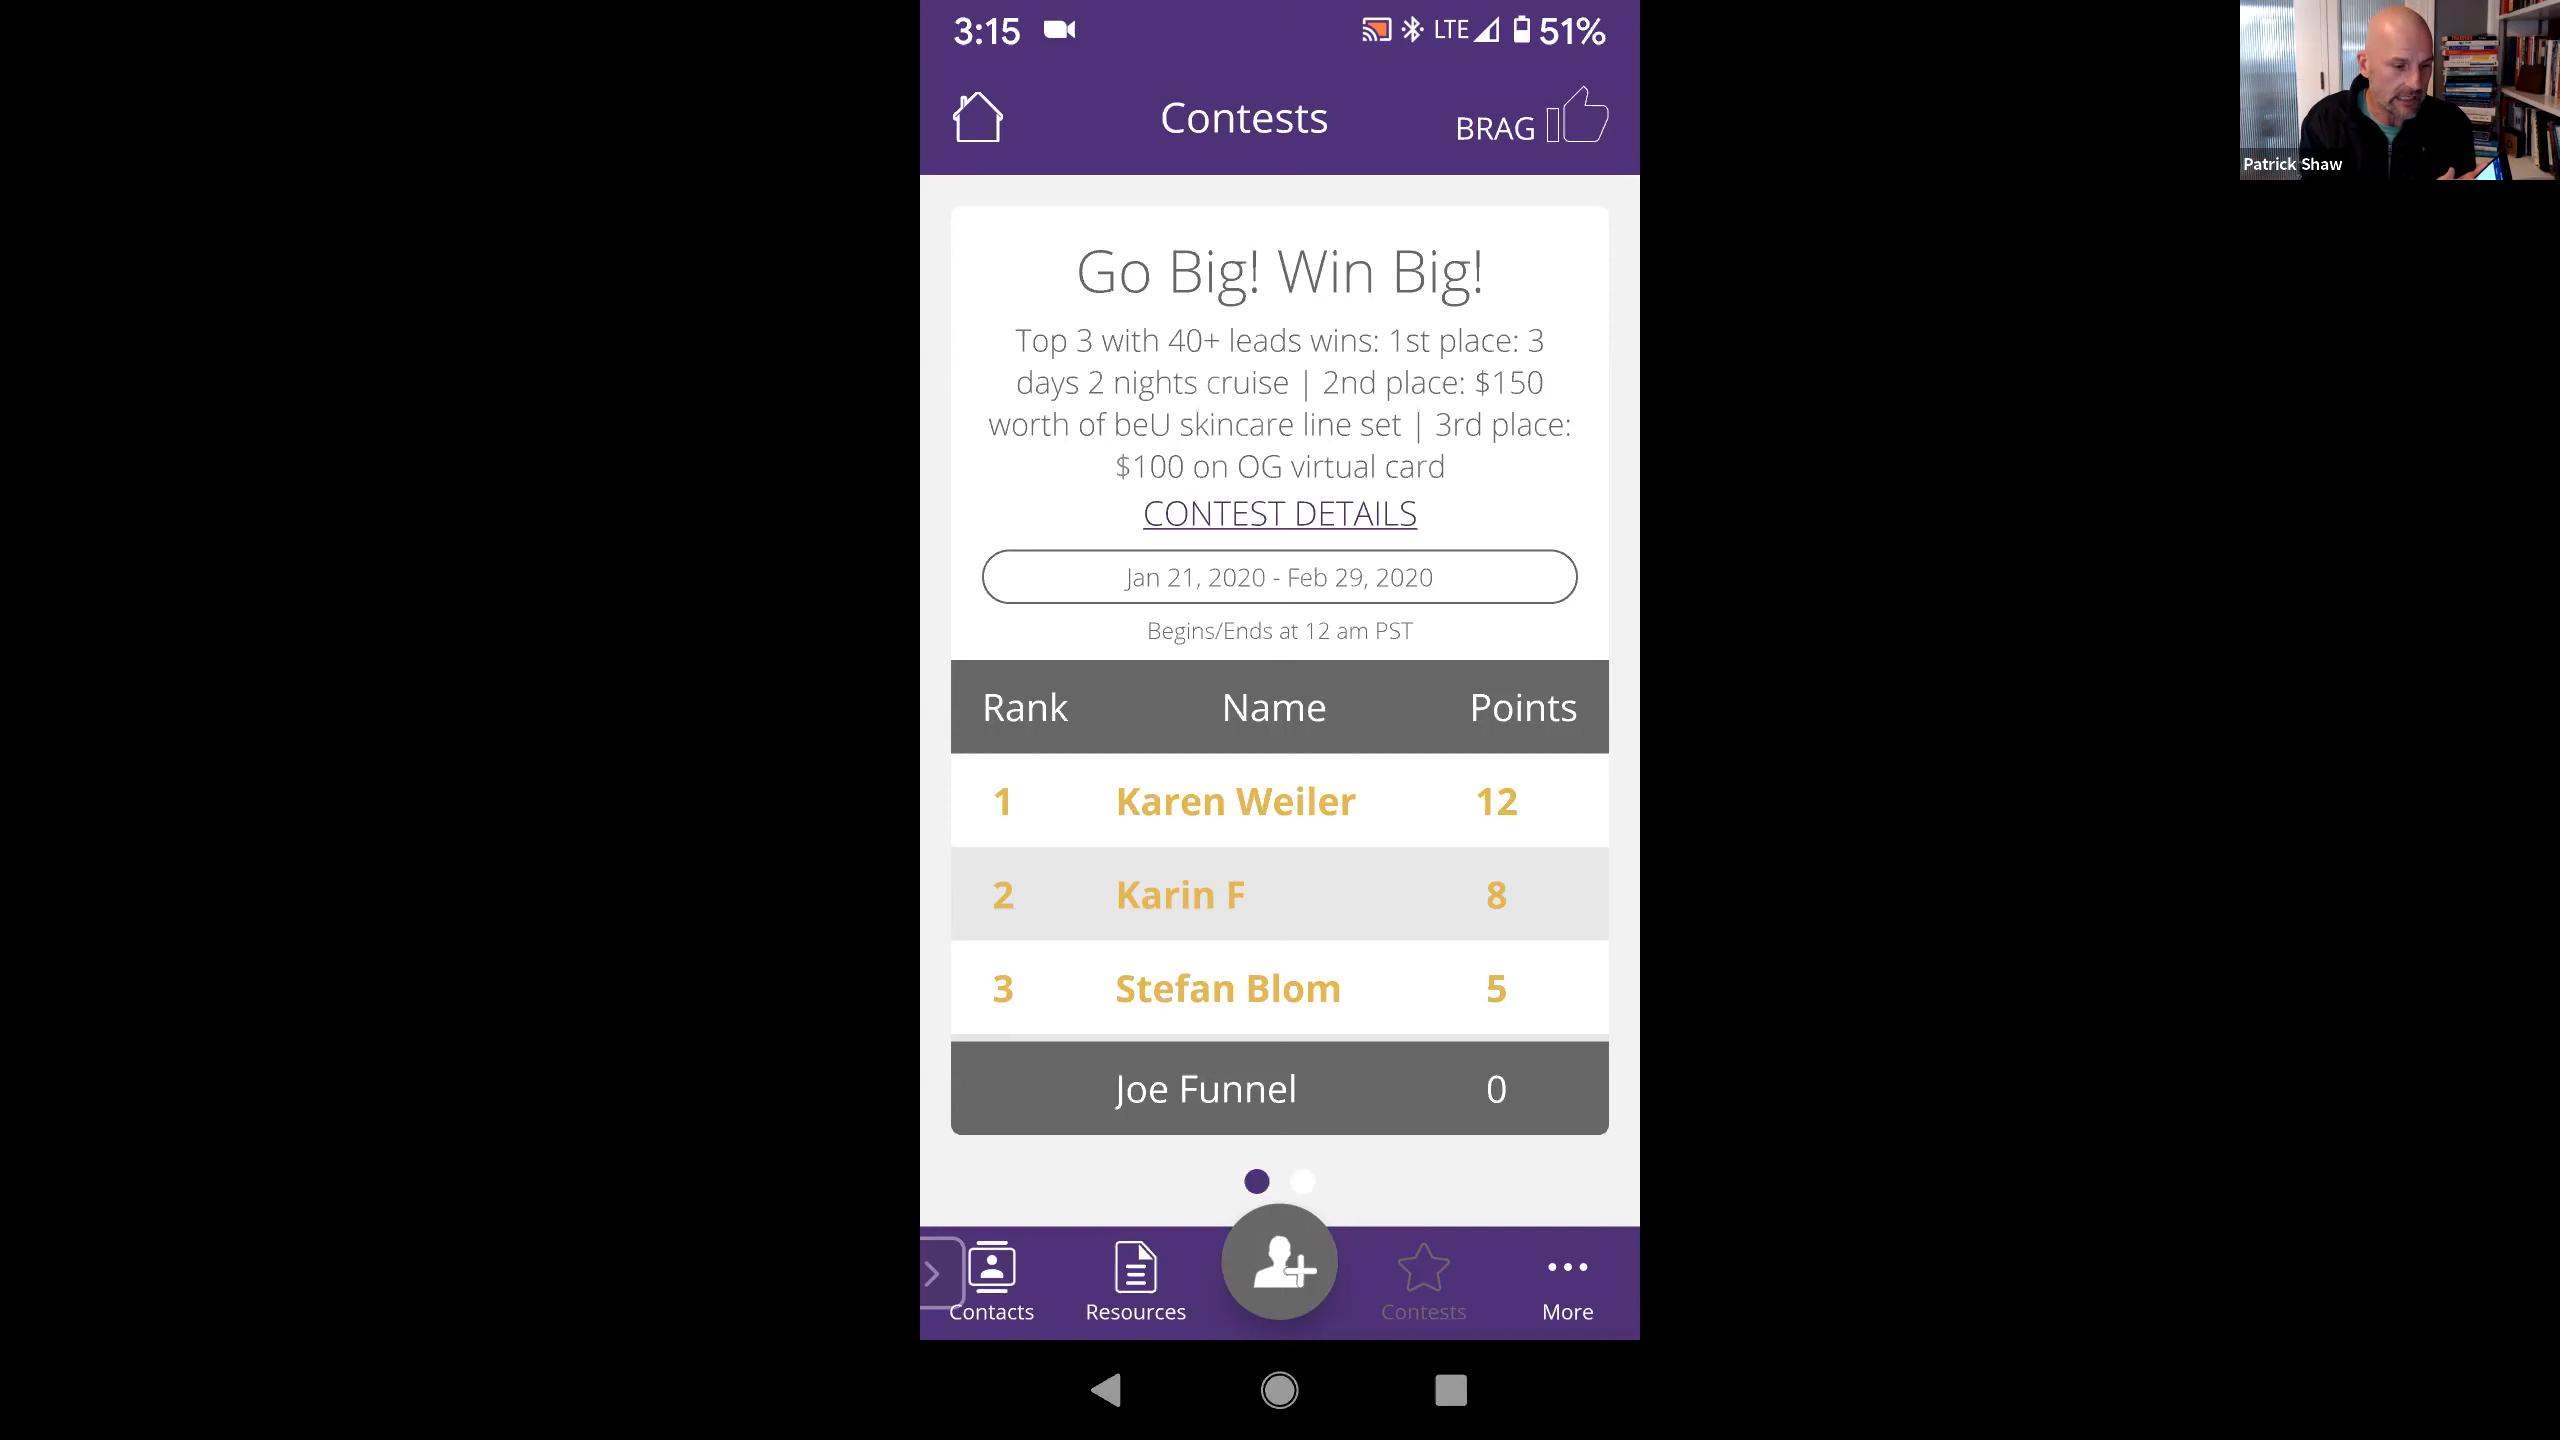 3:15
LTE
51%
Contests
BRAG
Patrick Shaw
Go Big! Win Big!
Top 3 with 40+ leads wins: 1st place: 3
days 2 nights cruise | 2nd place: $150
worth of beU skincare line set | 3rd place:
$100 on OG virtual card
CONTEST DETAILS
Jan 21, 2020 - Feb 29, 2020
Begins/Ends at 12 am PST
Rank Name Points
1 Karen Weiler 12
2 Karin F 8
3 Stefan Blom 5
Joe Funnel 0
Contacts
Resources
Contests
More